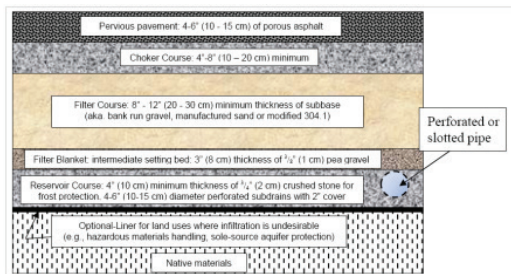 Pervious pavement: 4-6" (10 - 15 cm) of porous asphalt
Choker Course: 4"-8" (10 – 20 cm) minimum
Filter Course: 8" - 12" (20 - 30 cm) minimum thickness of subbase
(aka. bank run gravel, manufactured sand or modified 304.1)
Perforated or
slotted pipe
Filter Blanket: intermediate setting bed: 3" (8 cm) thickness of 3/8" (1 cm) pea gravel
Reservoir Course: 4" (10 cm) minimum thickness of 3/4" (2 cm) crushed stone for
frost protection, 4-6" (10-15 cm) diameter perforated subdrains with 2" cover
Optional-Liner for land uses where infiltration is undesirable
(e.g., hazardous materials handling, sole-source aquifer protection)
Native materials